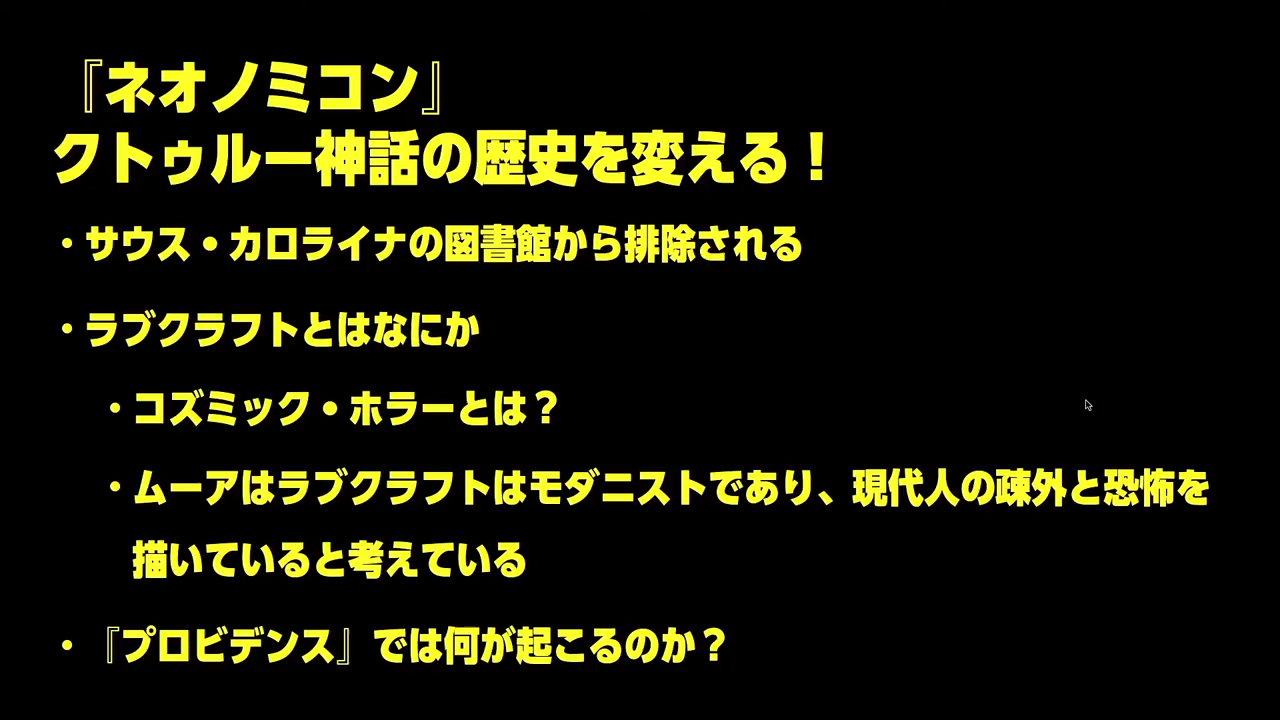 『ネオノミコン』
クトゥルー神話の歴史を変える！
・サウス・カロライナの図書館から排除される
・ラブクラフトとはなにか
・コズミック・ホラーとは？
・ムーアはラブクラフトはモダニストであり、現代人の疎外と恐怖を
描いていると考えている
・『プロビデンス』では何が起こるのか？